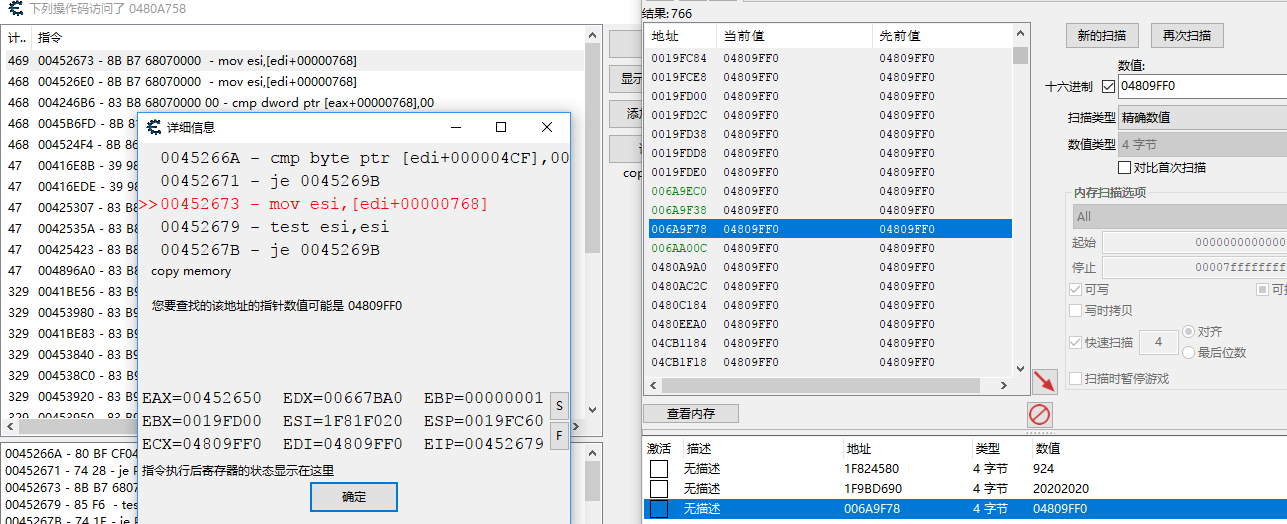 下列操作码访问了 0480A758
计.. 指令
469 00452673 - 8B B7 68070000 - mov esi,[edi+00000768]
468 004526E0 - 8B B7 68070000 - mov esi,[edi+00000768]
468 004246B6 - 83 B8 68070000 00 - cmp dword ptr [eax+00000768],00
468 0045B6FD - 8B
468 004524F4 - 8B 86
47 00416E8B - 39 98
47 00416EDE - 39 98
47 00425307 - 83 B8
47 0042535A - 83 B8
47 00425423 - 83 B8
47 004896A0 - 83 B8
329 0041BE56 - 83 B9
329 00453980 - 83 B9
329 0041BE83 - 83 B9
329 00453840 - 83 B9
329 004538C0 - 83 B9
329 00453920 - 83 B9
329 00453950 - 83 B9
显示
添加
cop
详细信息
0045266A - cmp byte ptr [edi+000004CF],00
00452671 - je 0045269B
>>00452673 - mov esi,[edi+00000768]
00452679 - test esi,esi
0045267B - je 0045269B
copy memory
您要查找的该地址的指针数值可能是 04809FF0
EAX=00452650 EDX=00667BA0 EBP=00000001
EBX=0019FD00 ESI=1F81F020 ESP=0019FC60
ECX=04809FF0 EDI=04809FF0 EIP=00452679
S
F
指令执行后寄存器的状态显示在这里
确定
0045266A - 80 BF CF04
00452671 - 74 28 - je
00452673 - 8B B7 6807
00452679 - 85 F6 - tes
0045267B - 74 1E - je
结果: 766
地址 当前值 先前值
0019FC84 04809FF0 04809FF0
0019FCE8 04809FF0 04809FF0
0019FD00 04809FF0 04809FF0
0019FD2C 04809FF0 04809FF0
0019FD38 04809FF0 04809FF0
0019FDD8 04809FF0 04809FF0
0019FDE0 04809FF0 04809FF0
006A9EC0 04809FF0 04809FF0
006A9F38 04809FF0 04809FF0
006A9F78 04809FF0 04809FF0
006AA00C 04809FF0 04809FF0
0480A9A0 04809FF0 04809FF0
0480AC2C 04809FF0 04809FF0
0480C184 04809FF0 04809FF0
0480EEA0 04809FF0 04809FF0
04CB1184 04809FF0 04809FF0
04CB1F18 04809FF0 04809FF0
查看内存
新的扫描 再次扫描
数值:
十六进制 04809FF0
扫描类型 精确数值
数值类型 4 字节
对比首次扫描
内存扫描选项
All
起始 0000000000000
停止 00007ffffffff
可写
写时拷贝
快速扫描 4 对齐
最后位数
扫描时暂停游戏
激活 描述 地址 类型 数值
无描述 1F824580 4 字节 924
无描述 1F9BD690 4 字节 20202020
无描述 006A9F78 4 字节 04809FF0